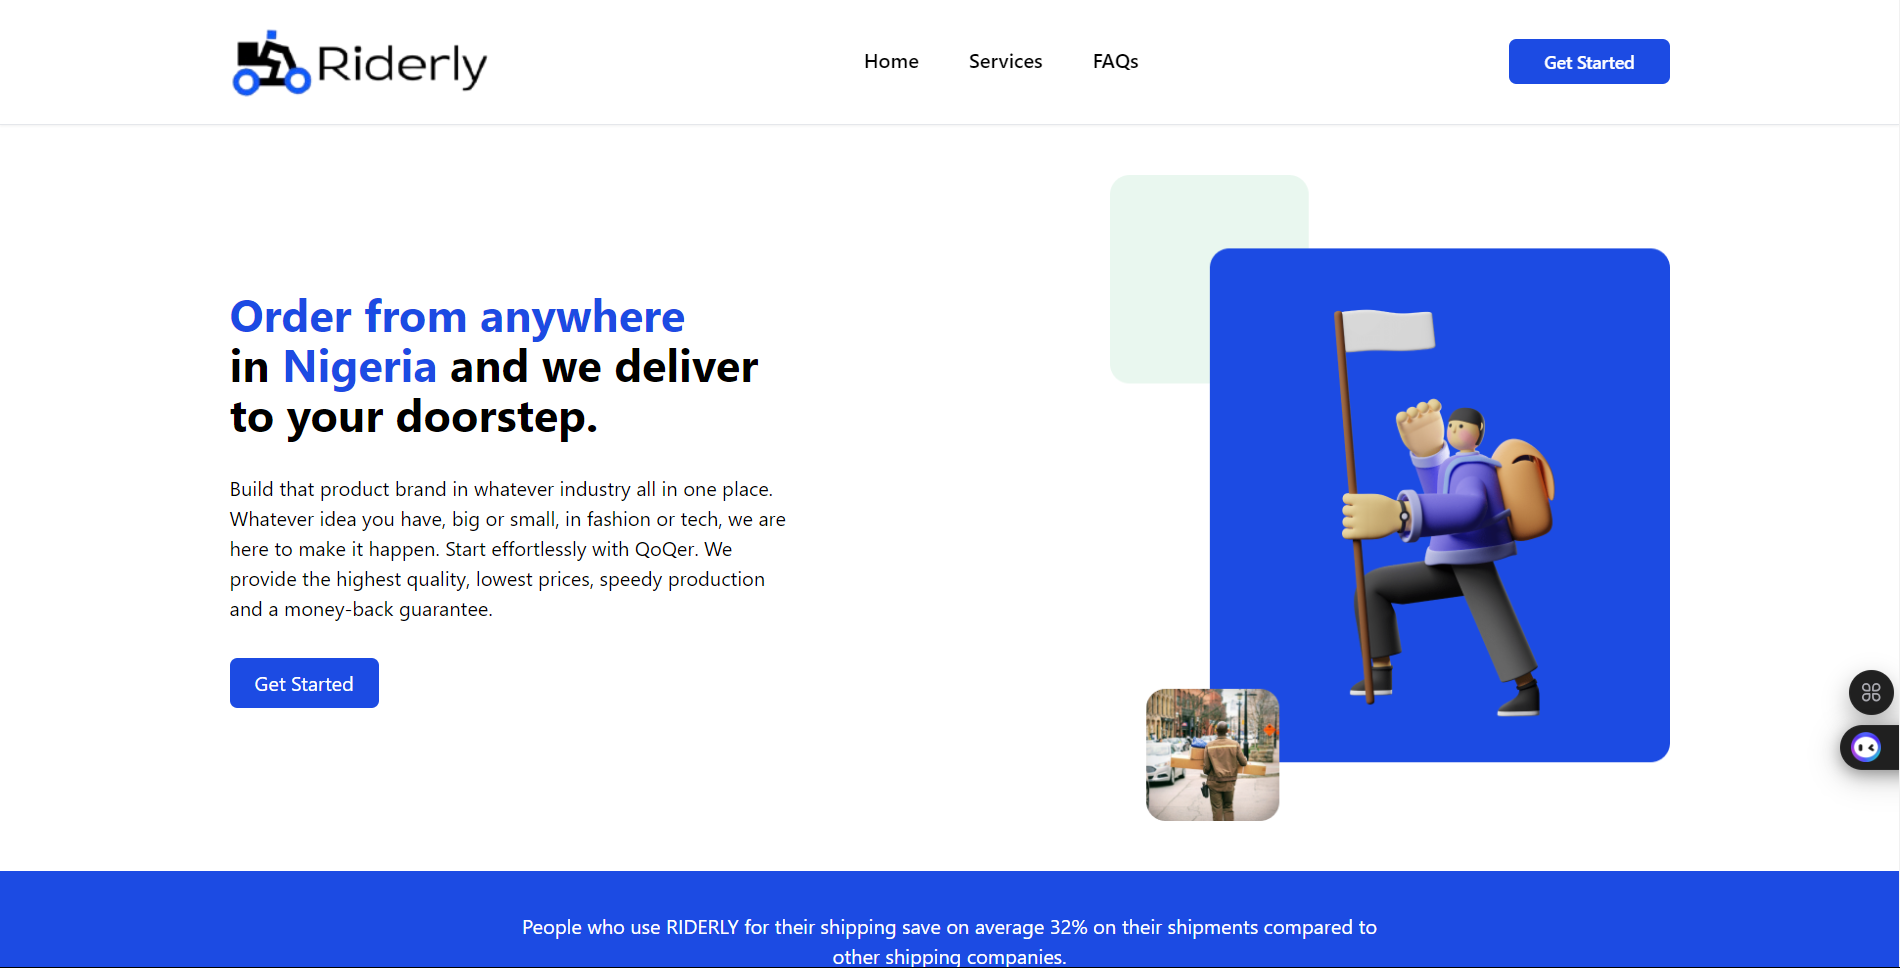 Riderly
Home
Services
FAQs
Get Started
Order from anywhere
in Nigeria and we deliver
to your doorstep.
Build that product brand in whatever industry all in one place.
Whatever idea you have, big or small, in fashion or tech, we are
here to make it happen. Start effortlessly with QoQer. We
provide the highest quality, lowest prices, speedy production
and a money-back guarantee.
Get Started
People who use RIDERLY for their shipping save on average 32% on their shipments compared to
other shipping companies.